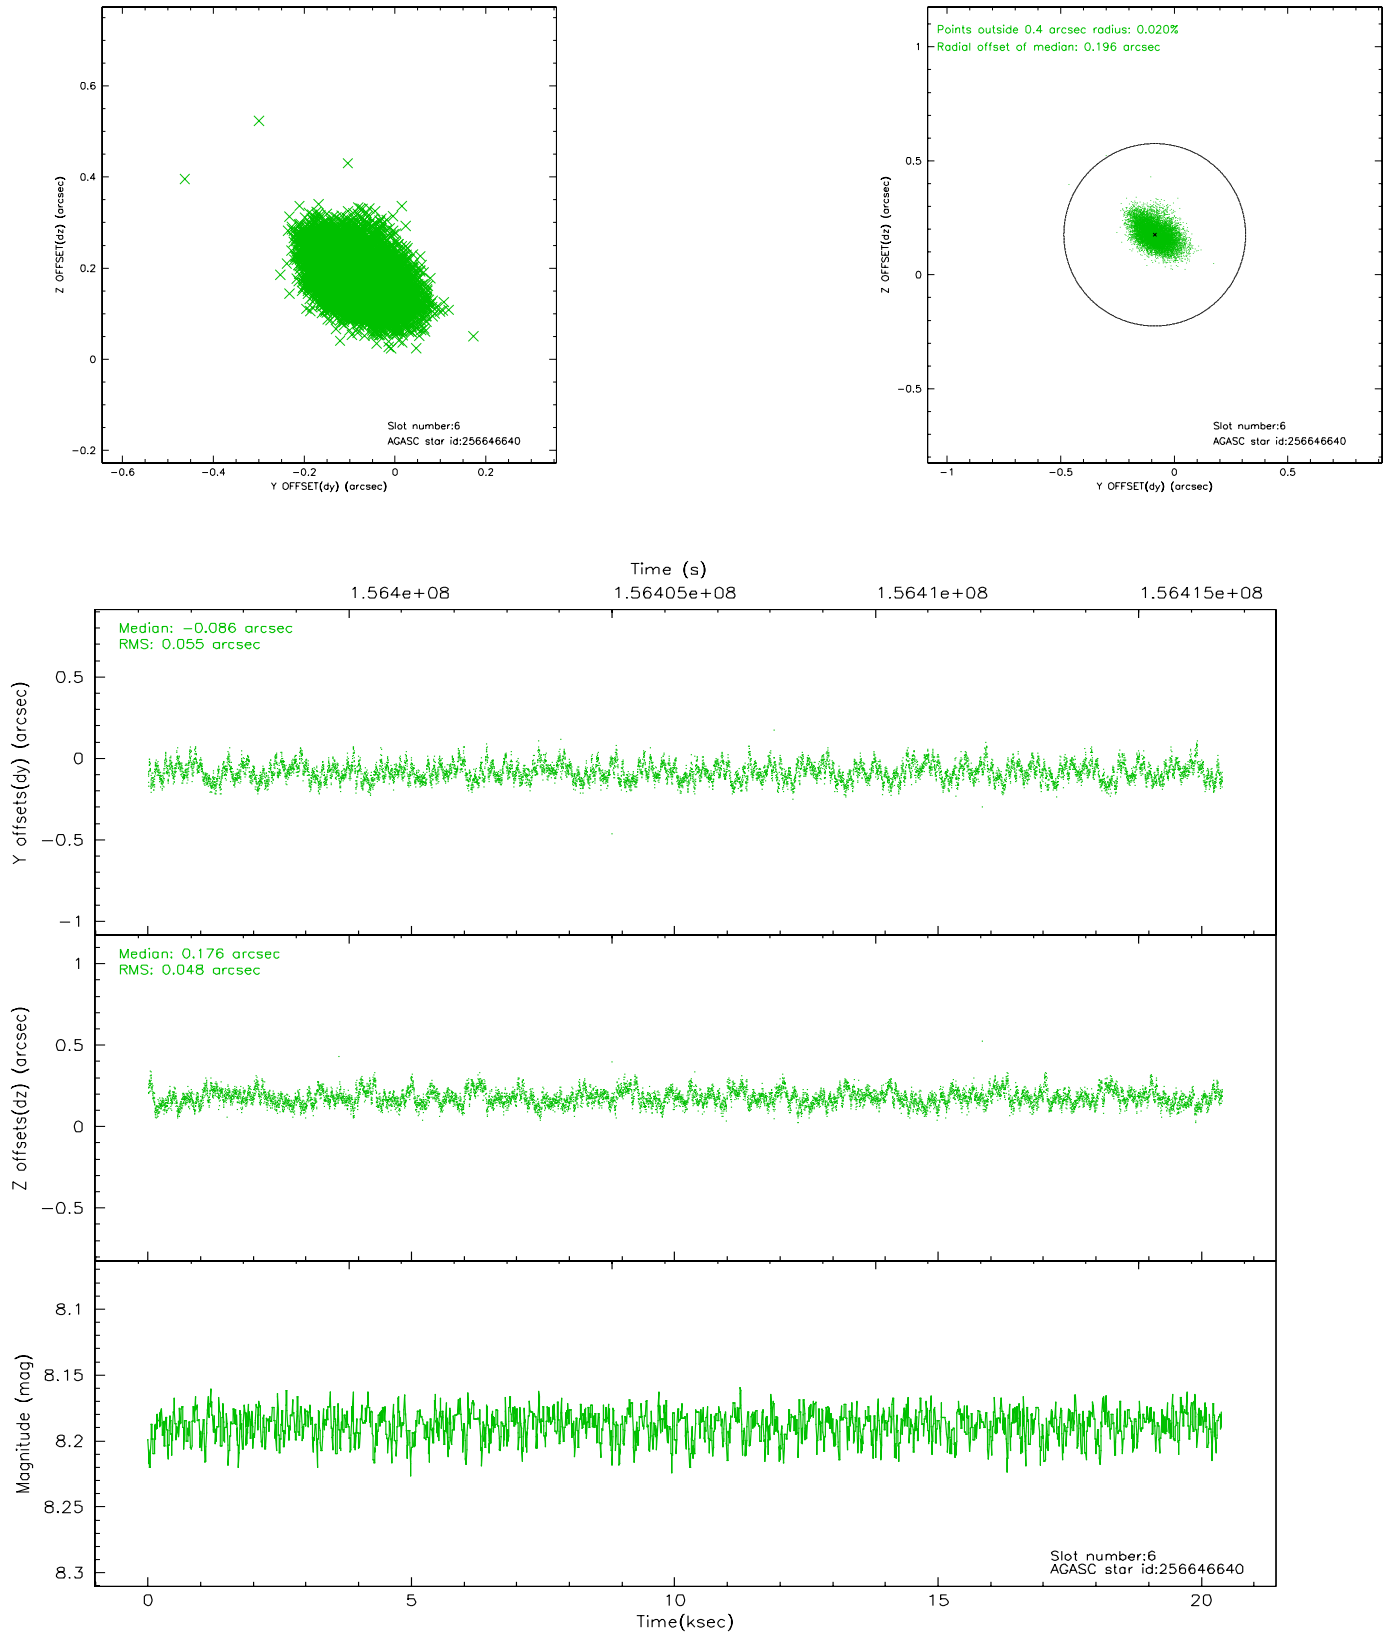 0.6
0.4
0.2
0
-0.2
Z OFFSET(dz) (arcsec)
Slot number:6
AGASC star id:256646640
-0.6 -0.4 -0.2 0 0.2
Y OFFSET(dy) (arcsec)
Points outside 0.4 arcsec radius: 0.020%
Radial offset of median: 0.196 arcsec
1
0.5
0
-0.5
Z OFFSET(dz) (arcsec)
Slot number:6
AGASC star id:256646640
-1 -0.5 0 0.5
Y OFFSET(dy) (arcsec)
Time (s)
1.564e+08 1.56405e+08 1.5641e+08 1.56415e+08
Median: -0.086 arcsec
RMS: 0.055 arcsec
0.5
0
-0.5
-1
Y offsets(dy) (arcsec)
Median: 0.176 arcsec
RMS: 0.048 arcsec
1
0.5
0
-0.5
Z offsets(dz) (arcsec)
8.1
8.15
8.2
8.25
8.3
Magnitude (mag)
Slot number:6
AGASC star id:256646640
0 5 10 15 20
Time(ksec)